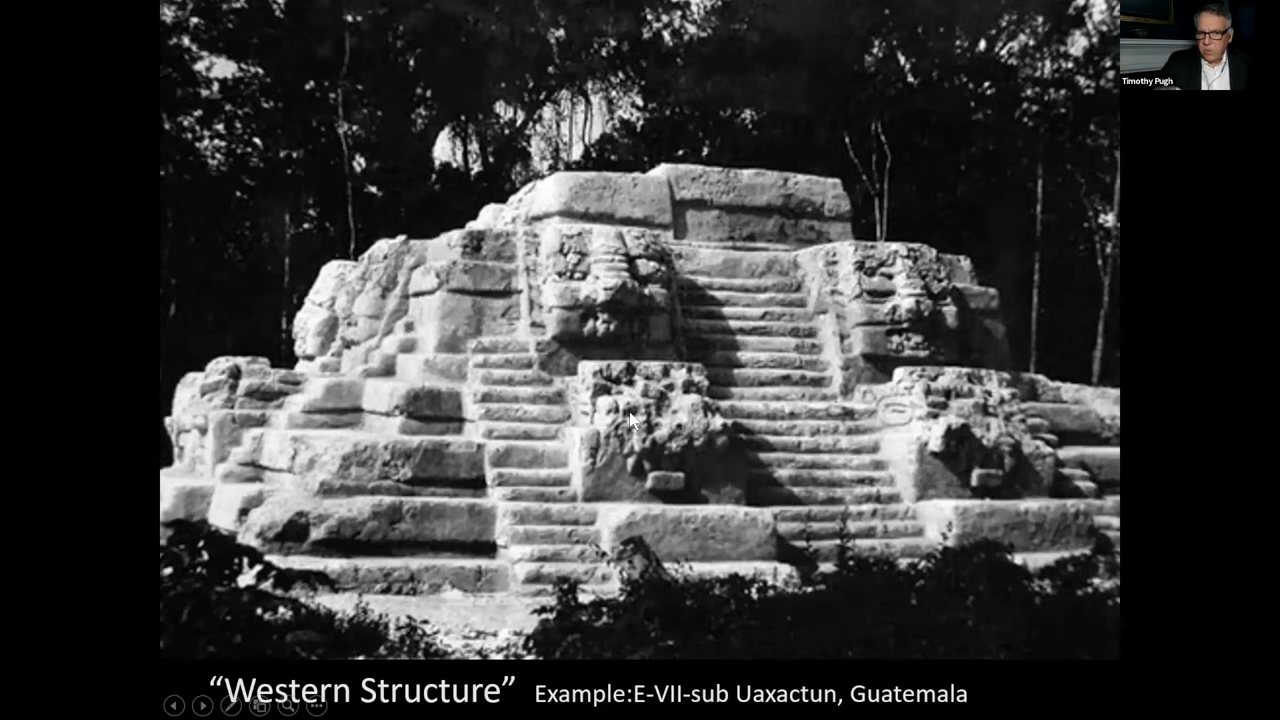 Timothy Pugh
“Western Structure” Example:E-VII-sub Uaxactun, Guatemala